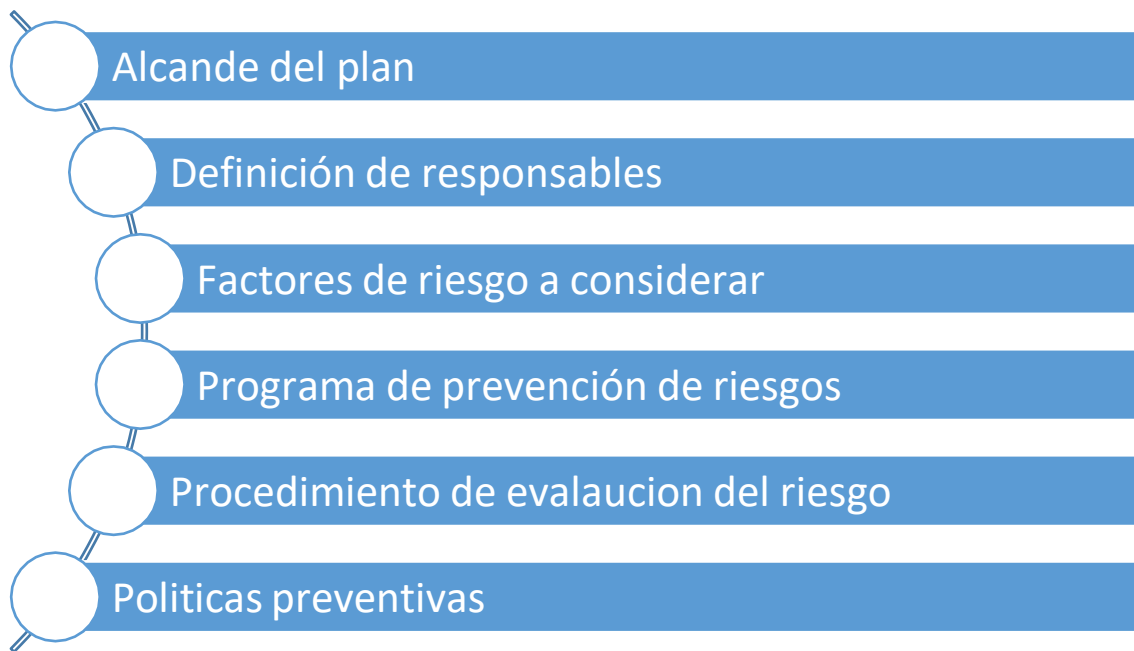 Alcande del plan
Definición de responsables
Factores de riesgo a considerar
Programa de prevención de riesgos
Procedimiento de evalaucion del riesgo
Politicas preventivas